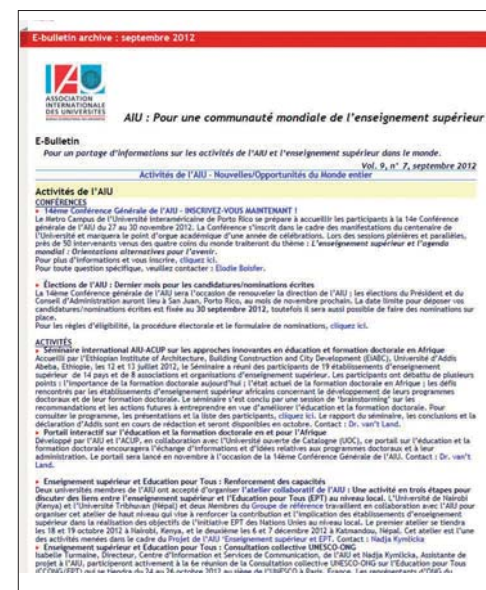 E-bulletin archive : septembre 2012
IAU
ASSOCIATION
INTERNATIONALE
DES UNIVERSITÉS
AIU : Pour une communauté mondiale de l'enseignement supérieur
E-Bulletin
Pour un partage d'informations sur les activités de l'AIU et l'enseignement supérieur dans le monde.
Vol. 9, n° 7, septembre 2012
Activités de l'AIU - Nouvelles/Opportunités du Monde entier
Activités de l'AIU
CONFÉRENCES
• 14ème Conférence Générale de l'AIU - INSCRIVEZ-VOUS MAINTENANT !
Le Metro Campus de l'Université Interaméricaine de Porto Rico se prépare à accueillir les participants à la 14e Conférence
générale de l'AIU du 27 au 30 novembre 2012. La Conférence s'inscrit dans le cadre des manifestations du centenaire de
l'Université et marquera le point d'orgue académique d'une année de célébrations. Lors des sessions plénières et parallèles,
près de 50 intervenants venus des quatre coins du monde traiteront du thème : L'enseignement supérieur et l'agenda
mondial : Orientations alternatives pour l'avenir.
Pour plus d'informations et vous inscrire, cliquez ici.
Pour toute question spécifique, veuillez contacter : Elodie Boisfer.
• Élections de l'AIU : Dernier mois pour les candidatures/nominations écrites
La 14ème Conférence générale de l'AIU sera l'occasion de renouveler la direction de l'AIU ; les élections du Président et du
Conseil d'Administration auront lieu à San Juan, Porto Rico, au mois de novembre prochain. La date limite pour déposer vos
candidatures/nominations écrites est fixée au 30 septembre 2012, toutefois il sera aussi possible de faire des nominations sur
place.
Pour les règles d'éligibilité, la procédure électorale et le formulaire de nominations, cliquez ici.
ACTIVITÉS
• Séminaire international AIU-ACUP sur les approches innovantes en éducation et formation doctorale en Afrique
Accueilli par l'Ethiopian Institute of Architecture, Building Construction and City Development (EIABC), Université d'Addis
Abeba, Ethiopie, les 12 et 13 juillet 2012, le Séminaire a réuni des participants de 19 établissements d'enseignement
supérieur de 14 pays et de 8 associations et organisations d'enseignement supérieur. Les participants ont débattu de plusieurs
points : l'importance de la formation doctorale aujourd'hui ; l'état actuel de la formation doctorale en Afrique ; les défis
rencontrés par les établissements d'enseignement supérieur africains concernant le développement de leurs programmes
doctoraux et de leur formation doctorale. Le séminaire s'est conclu par une session de 'brainstorming' sur les
recommandations et les actions futures à entreprendre en vue d'améliorer l'éducation et la formation doctorale. Pour
consulter le programme, les présentations et la liste des participants, cliquez ici. Le rapport du séminaire, les conclusions et la
déclaration d'Addis sont en cours de rédaction et seront disponibles en octobre. Contact : Dr. van't Land.
• Portail interactif sur l'éducation et la formation doctorale en et pour l'Afrique
Développé par l'AIU et l'ACUP, en collaboration avec l'Université ouverte de Catalogne (UOC), ce portail sur l'éducation et la
formation doctorale encouragera l'échange d'informations et d'idées relatives aux programmes doctoraux et à leur
administration. Le portail sera lancé en novembre à l'occasion de la 14ème Conférence Générale de l'AIU. Contact : Dr. van't
Land.
• Enseignement supérieur et Education pour Tous : Renforcement des capacités
Deux universités membres de l'AIU ont accepté d'organiser l'atelier collaboratif de l'AIU : Une activité en trois étapes pour
discuter des liens entre l'enseignement supérieur et l'Education pour Tous (EPT) au niveau local. L'Université de Nairobi
(Kenya) et l'Université Tribhuvan (Népal) et deux Membres du Groupe de référence travaillent en collaboration avec l'AIU pour
organiser cet atelier de haut niveau qui vise à renforcer la contribution et l'implication des établissements d'enseignement
supérieur dans la réalisation des objectifs de l'initiative EPT des Nations Unies au niveau local. Le premier atelier se tiendra
les 18 et 19 octobre 2012 à Nairobi, Kenya, et le deuxième les 6 et 7 décembre 2012 à Katmandou, Népal. Cet atelier est l'une
des activités menées dans le cadre du Projet de l'AIU 'Enseignement supérieur et EPT. Contact : Nadja Kymlicka
• Enseignement supérieur et Education pour Tous : Consultation collective UNESCO-ONG
Isabelle Turmaine, Directeur, Centre d'Information et Services de Communication, de l'AIU et Nadja Kymlicka, Assistante de
projet à l'AIU, participeront activement à la 6e réunion de la Consultation collective UNESCO-ONG sur l'Education pour Tous